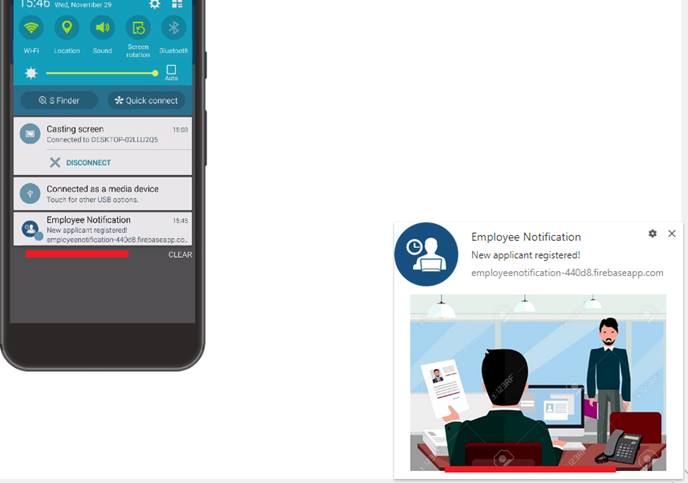 15:46 Wed, November 29
Wi-Fi
Location
Sound
Screen
rotation
Bluetooth
Auto
S Finder
Quick connect
Casting screen 15:03
Connected to DESKTOP-02LLU2Q5
DISCONNECT
Connected as a media device
Touch for other USB options.
Employee Notification 15:45
New applicant registered!
employeenotification-440d8.firebaseapp.co..
CLEAR
Employee Notification
New applicant registered!
employeenotification-440d8.firebaseapp.com
123RF